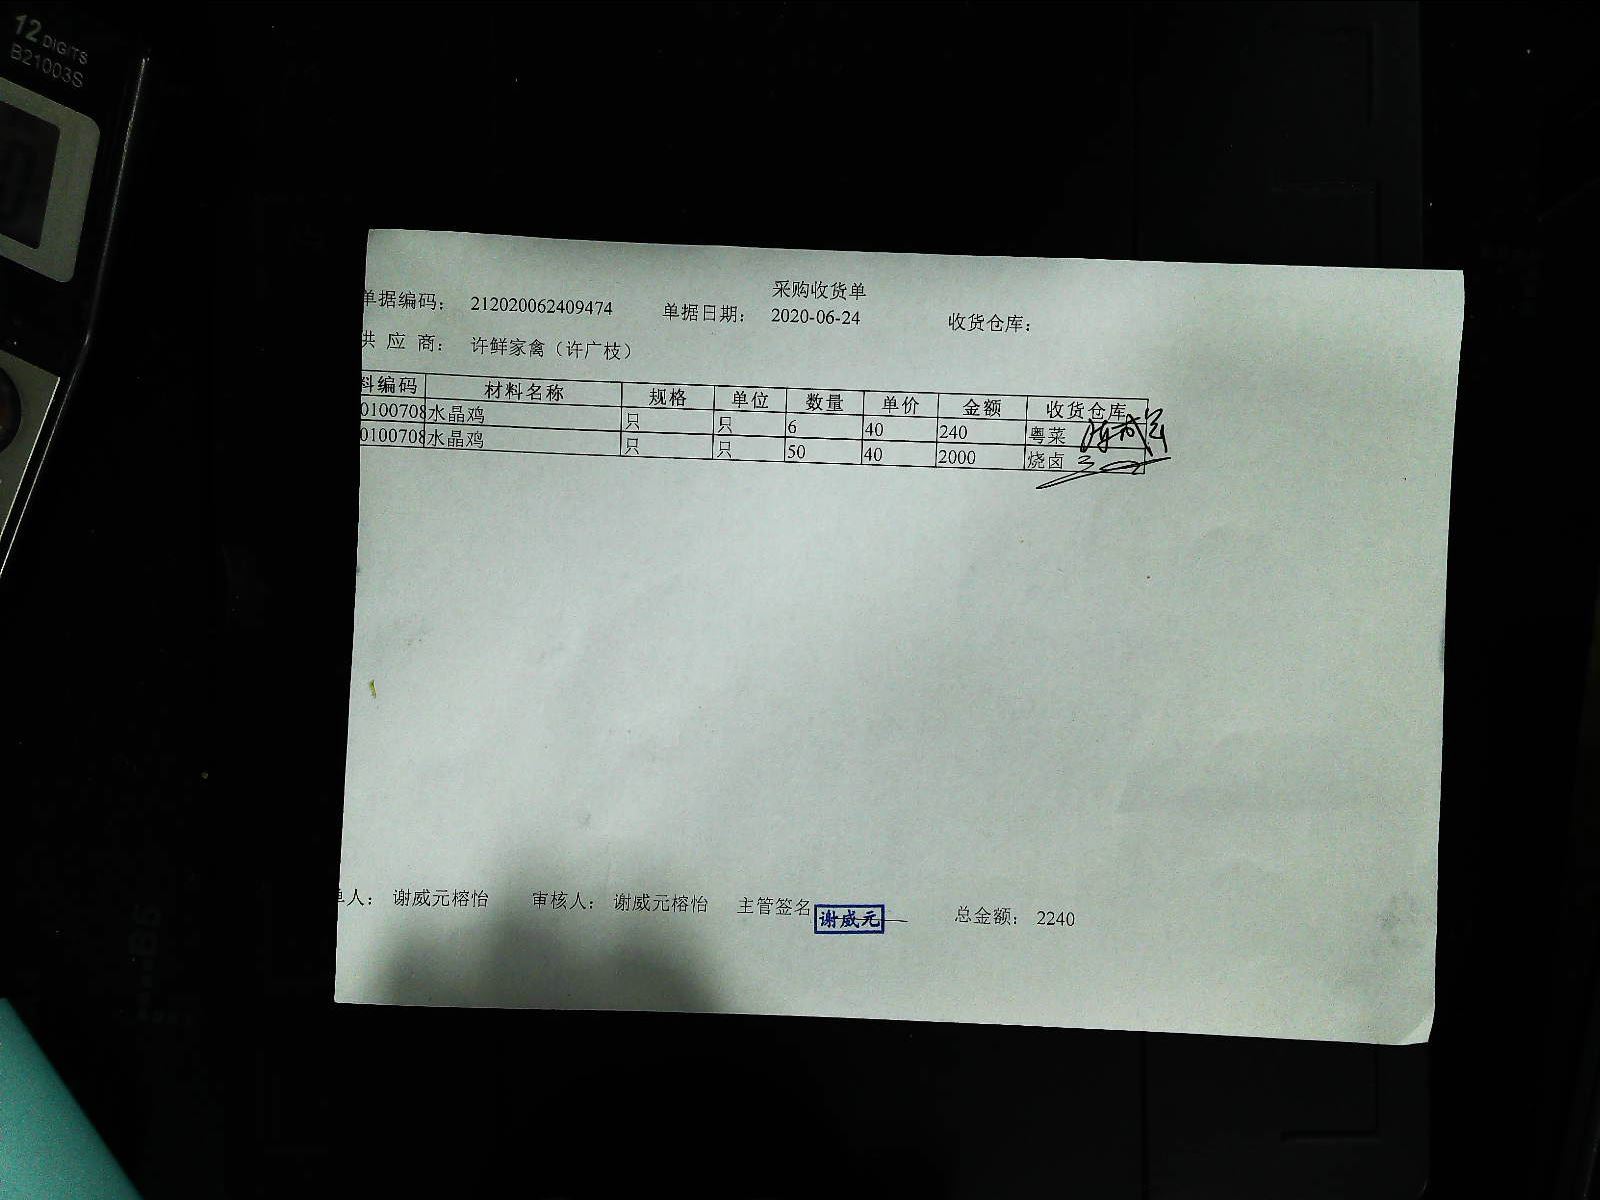 12 DIGITS
B21003S
采购收货单
单据编码： 212020062409474 单据日期： 2020-06-24 收货仓库：
供 应 商： 许鲜家禽（许广枝）
料编码 材料名称 规格 单位 数量 单价 金额 收货仓库
0100708 水晶鸡 只 只 6 40 240 粤菜
0100708 水晶鸡 只 只 50 40 2000 烧卤
单人： 谢威元榕怡 审核人： 谢威元榕怡 主管签名 谢威元 总金额： 2240